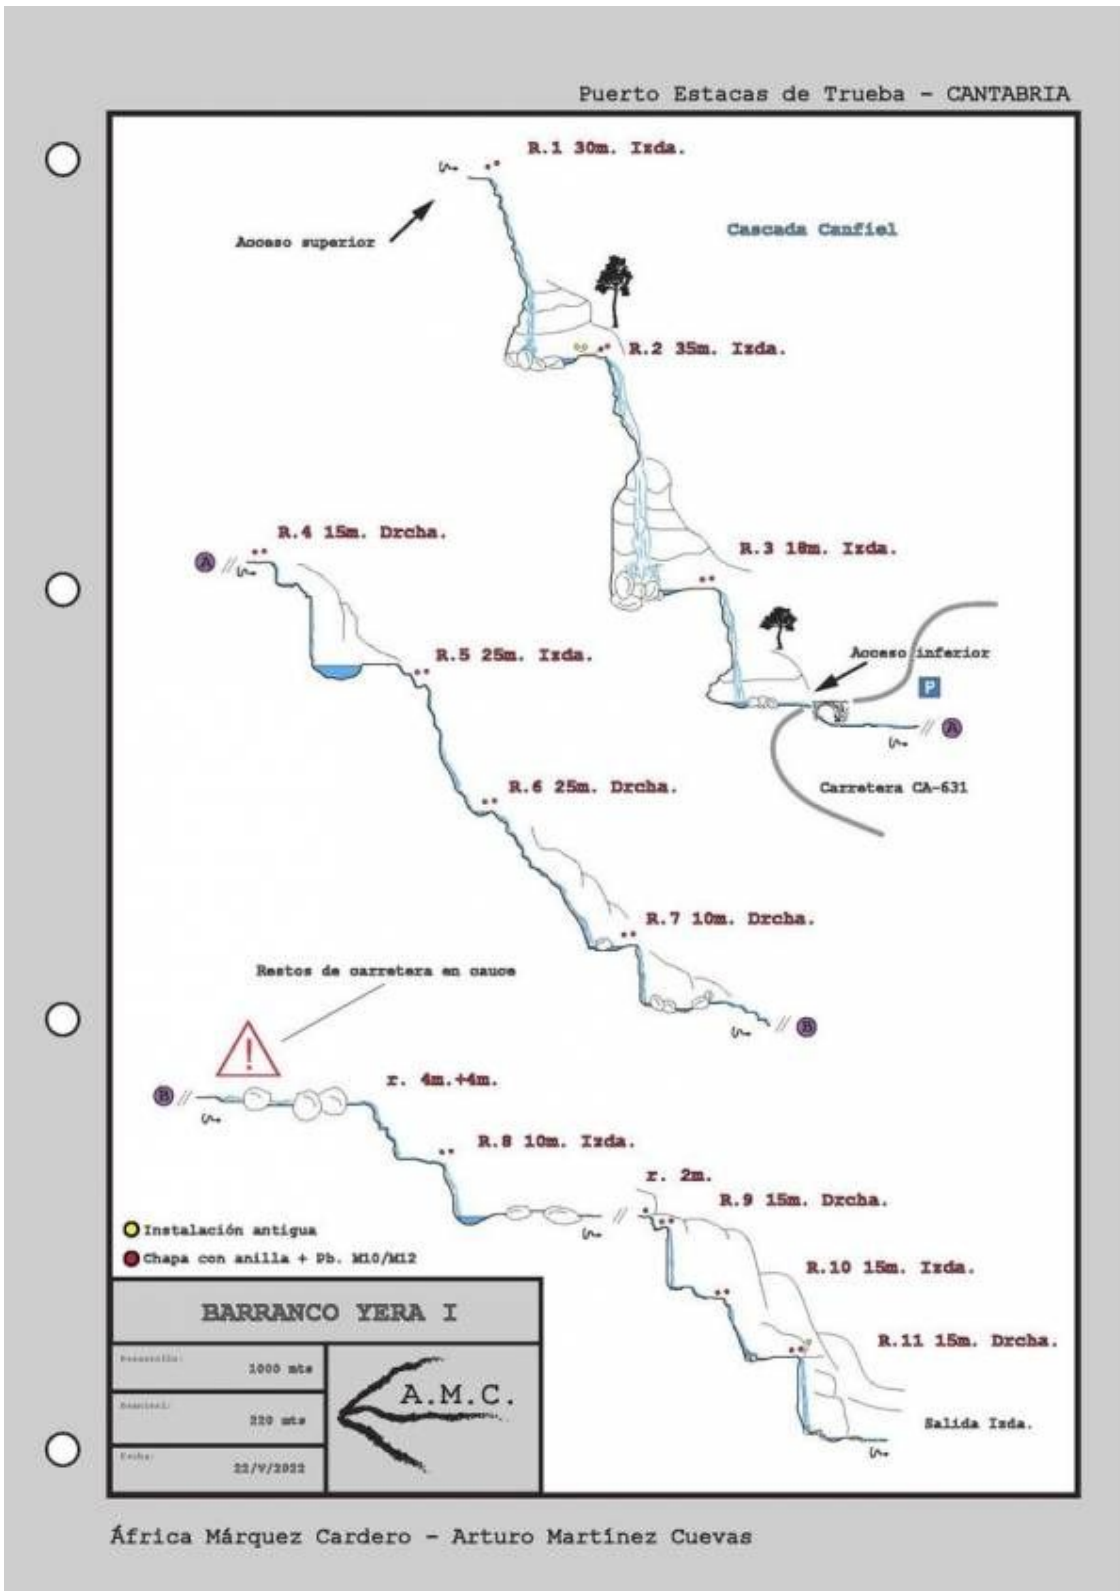 Puerto Estacas de Trueba - CANTABRIA
R.1 30m. Izda.
Acceso superior
Cascada Canfiel
R.2 35m. Izda.
R.4 15m. Drcha.
R.3 18m. Izda.
A
R.5 25m. Izda.
Acceso inferior
P
A
R.6 25m. Drcha.
Carretera CA-631
R.7 10m. Drcha.
Restos de carretera en cauce
B
!
r. 4m.+4m.
B
R.8 10m. Izda.
r. 2m.
R.9 15m. Drcha.
Instalación antigua
Chapa con anilla + Pb. M10/M12
R.10 15m. Izda.
R.11 15m. Drcha.
Salida Izda.
BARRANCO YERA I
Desarrollo:
1000 mts
Desnivel:
220 mts
Fecha:
22/V/2022
A.M.C.
África Márquez Cardero - Arturo Martínez Cuevas